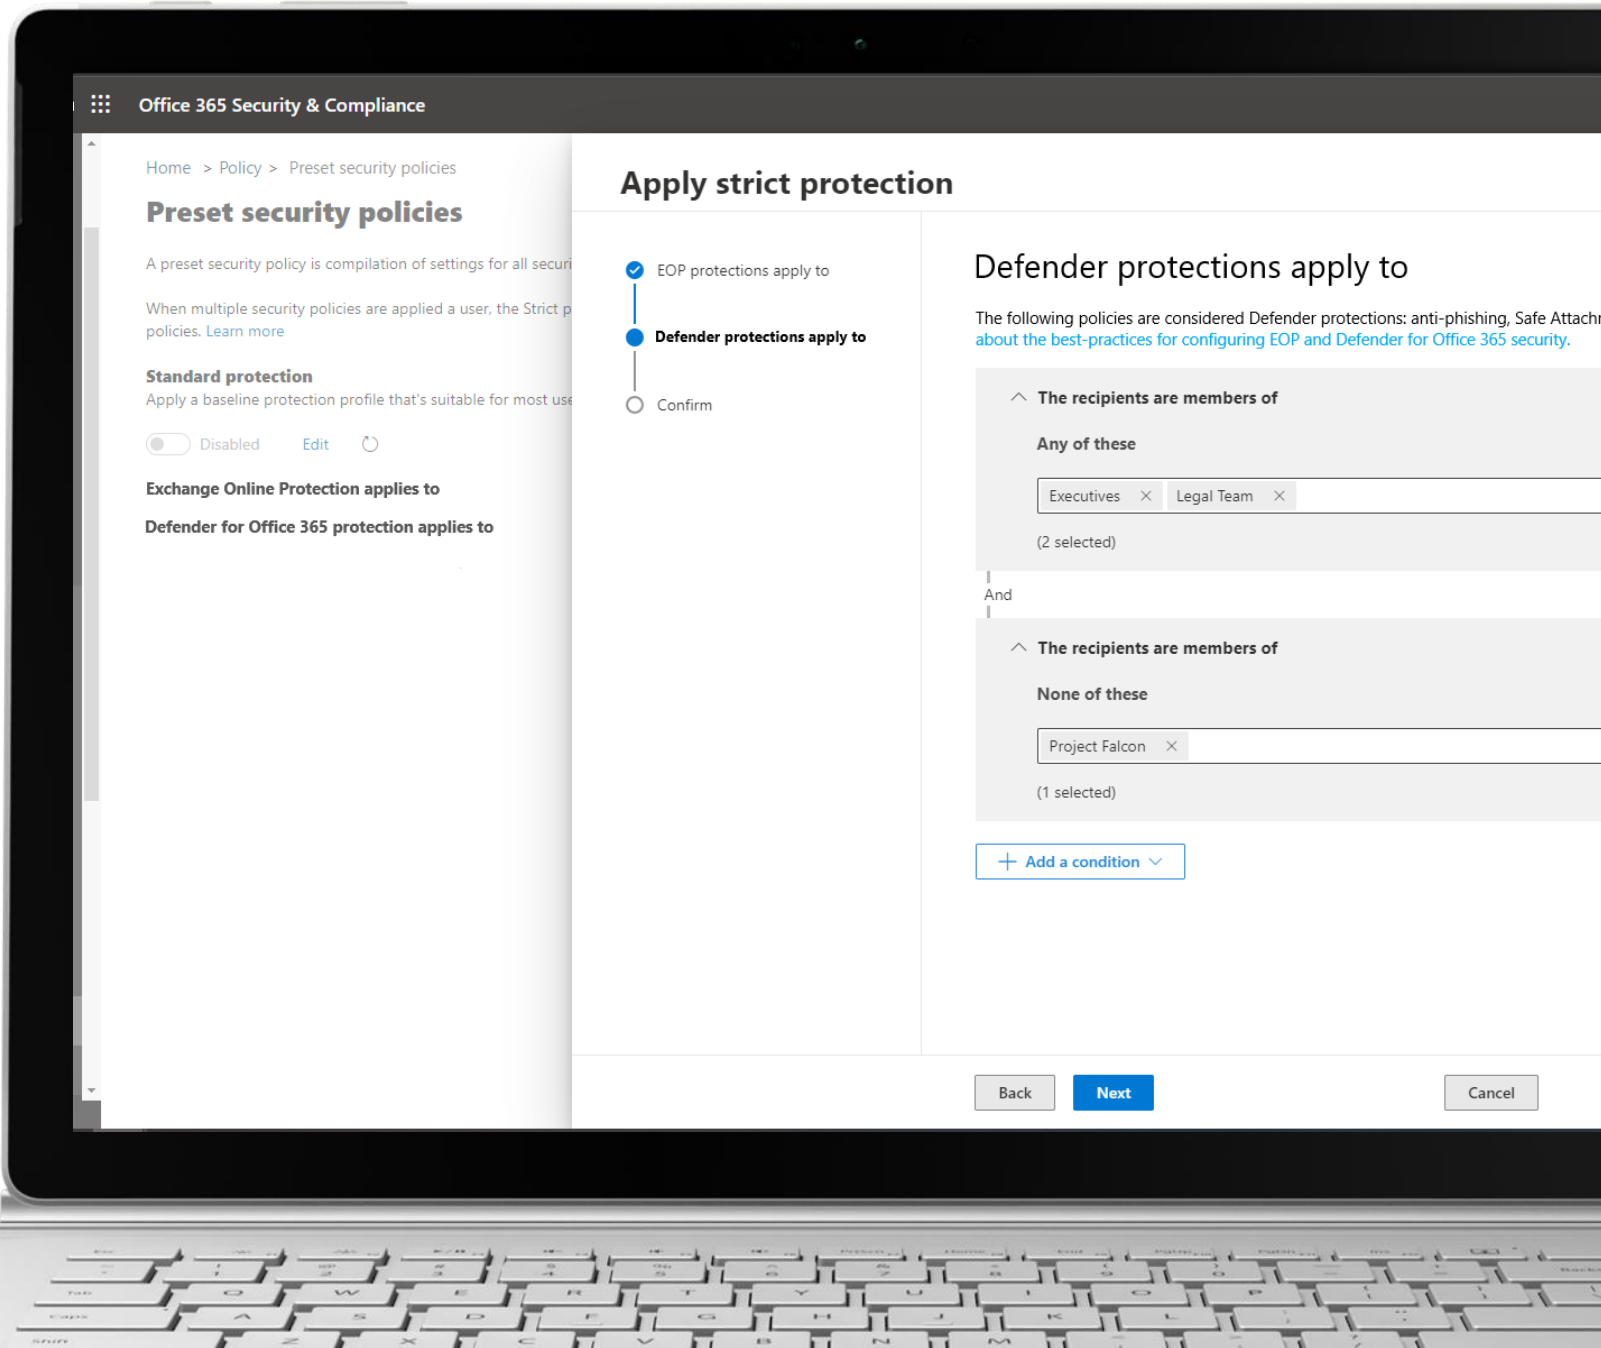 Office 365 Security & Compliance
Home > Policy > Preset security policies
Preset security policies
A preset security policy is compilation of settings for all securi
When multiple security policies are applied a user, the Strict p
policies. Learn more
Standard protection
Apply a baseline protection profile that's suitable for most use
Disabled Edit
Exchange Online Protection applies to
Defender for Office 365 protection applies to
Apply strict protection
EOP protections apply to
Defender protections apply to
Confirm
Defender protections apply to
The following policies are considered Defender protections: anti-phishing, Safe Attachm
about the best-practices for configuring EOP and Defender for Office 365 security.
The recipients are members of
Any of these
Executives Legal Team
(2 selected)
And
The recipients are members of
None of these
Project Falcon
(1 selected)
Add a condition
Back Next Cancel
Tab Q W E R T Y U I O P
Caps A S D F G H J K L
Shift Z X C V B N M